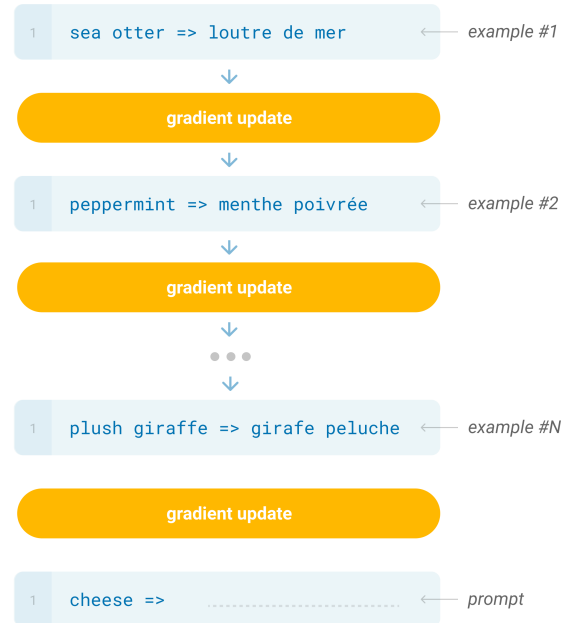 1 sea otter => loutre de mer example #1
gradient update
1 peppermint => menthe poivrée example #2
gradient update
1 plush giraffe => girafe peluche example #N
gradient update
1 cheese => prompt